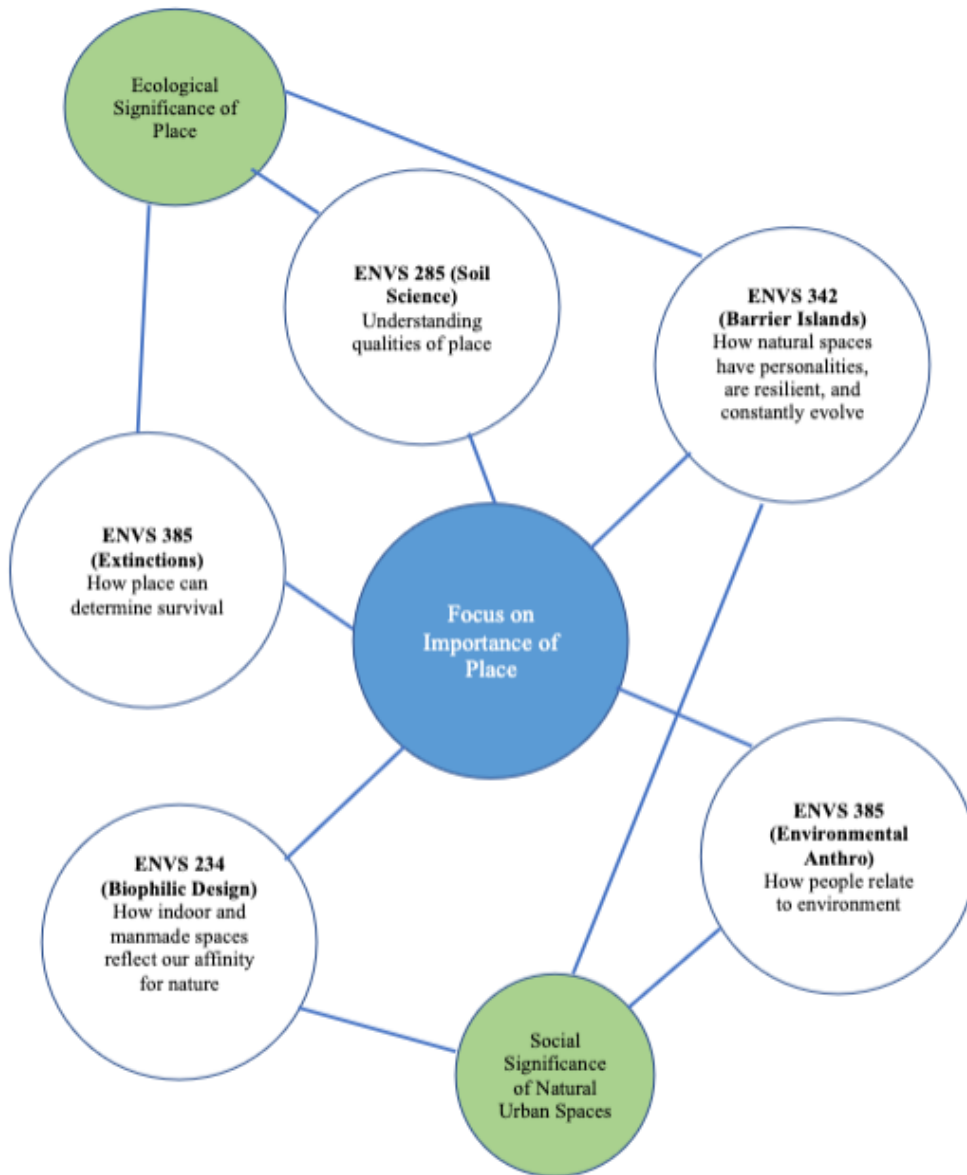 Ecological
Significance of
Place
ENVS 285 (Soil
Science)
Understanding
qualities of place
ENVS 342
(Barrier Islands)
How natural spaces
have personalities,
are resilient, and
constantly evolve
ENVS 385
(Extinctions)
How place can
determine survival
Focus on
Importance of
Place
ENVS 385
(Environmental
Anthro)
How people relate
to environment
ENVS 234
(Biophilic Design)
How indoor and
manmade spaces
reflect our affinity
for nature
Social
Significance
of Natural
Urban Spaces